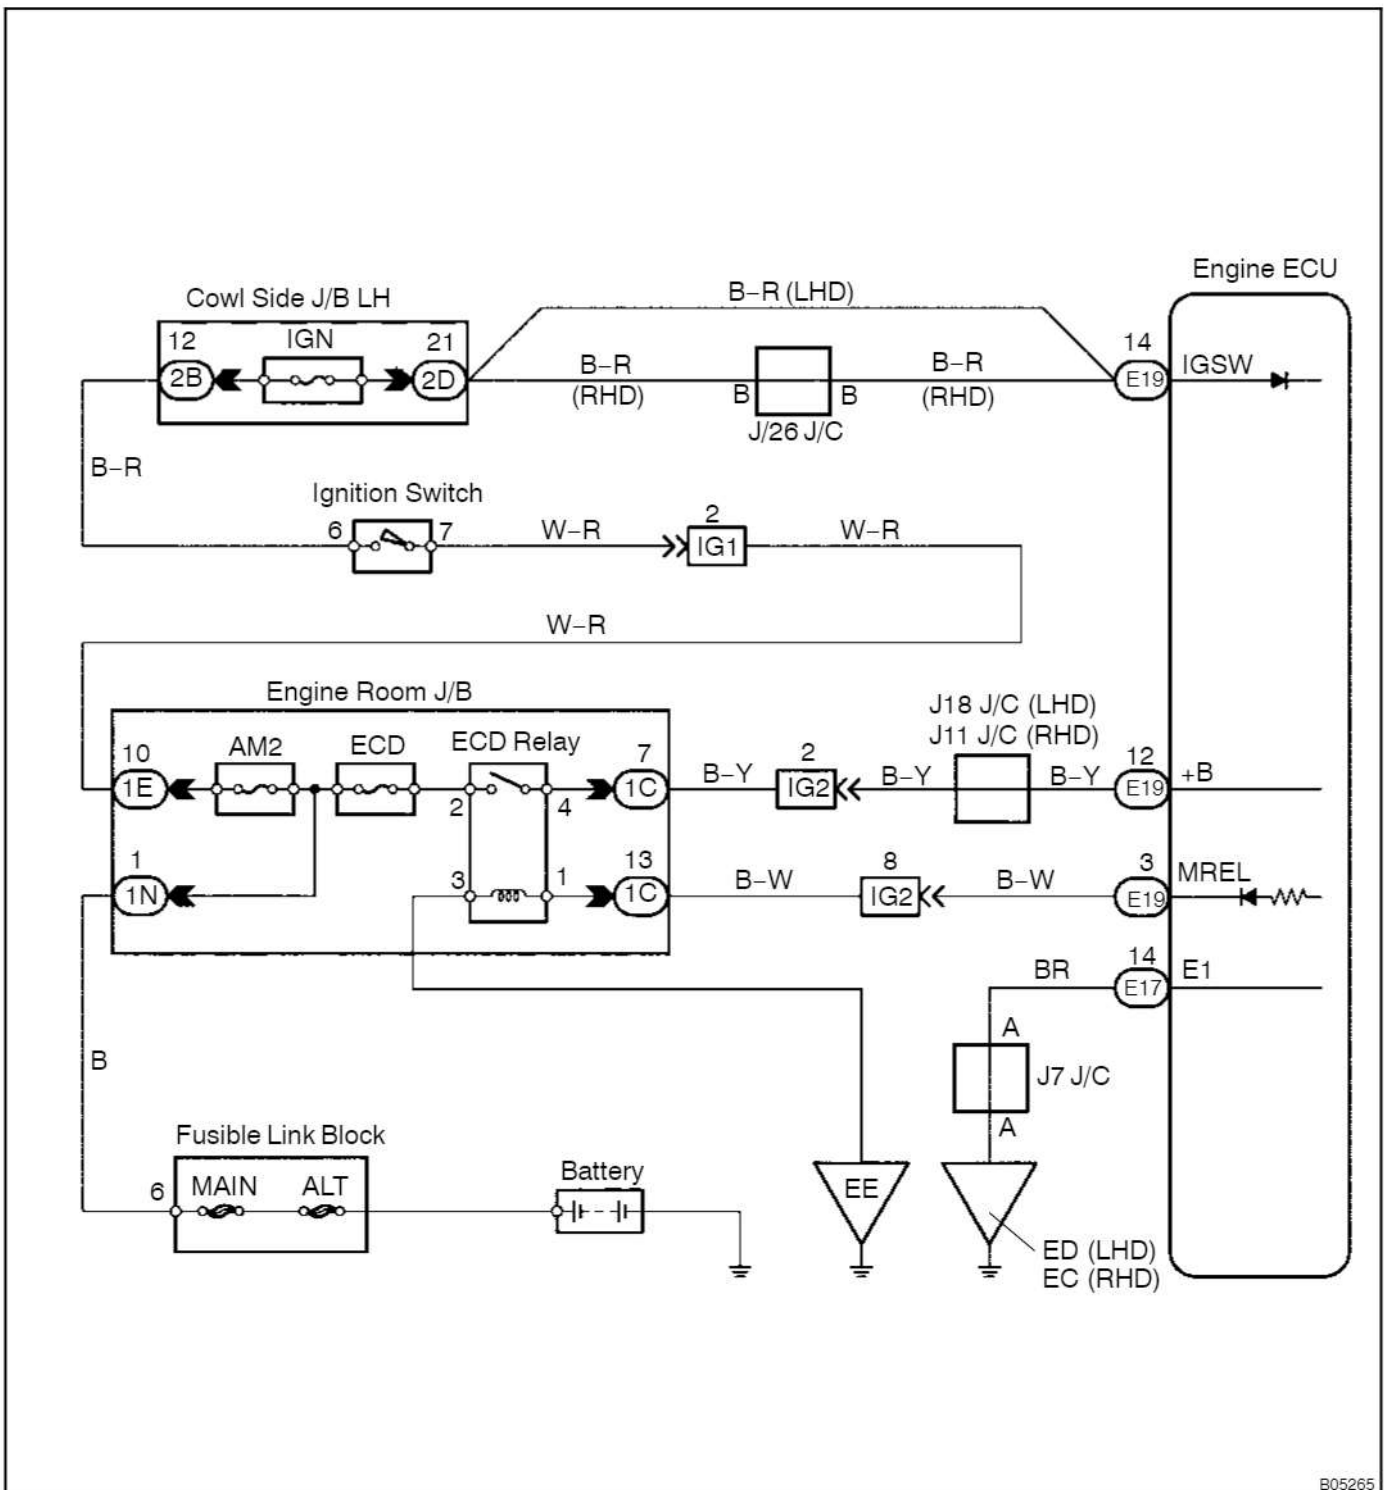 Engine ECU
B–R (LHD)
Cowl Side J/B LH
12 IGN 21 14
2B 2D B–R B–R E19 IGSW
(RHD) B B (RHD)
J/26 J/C
B–R
Ignition Switch
6 7 W–R 2 W–R
IG1
W–R
Engine Room J/B
J18 J/C (LHD)
J11 J/C (RHD)
10 AM2 ECD ECD Relay 7 2 12
1E 2 4 1C B–Y IG2 B–Y B–Y E19 +B
1 3 1 13 8 3
1N 1C B–W IG2 B–W E19 MREL
14
BR E17 E1
A
B
J7 J/C
A
Fusible Link Block
6 MAIN ALT Battery
EE
ED (LHD)
EC (RHD)
B05265